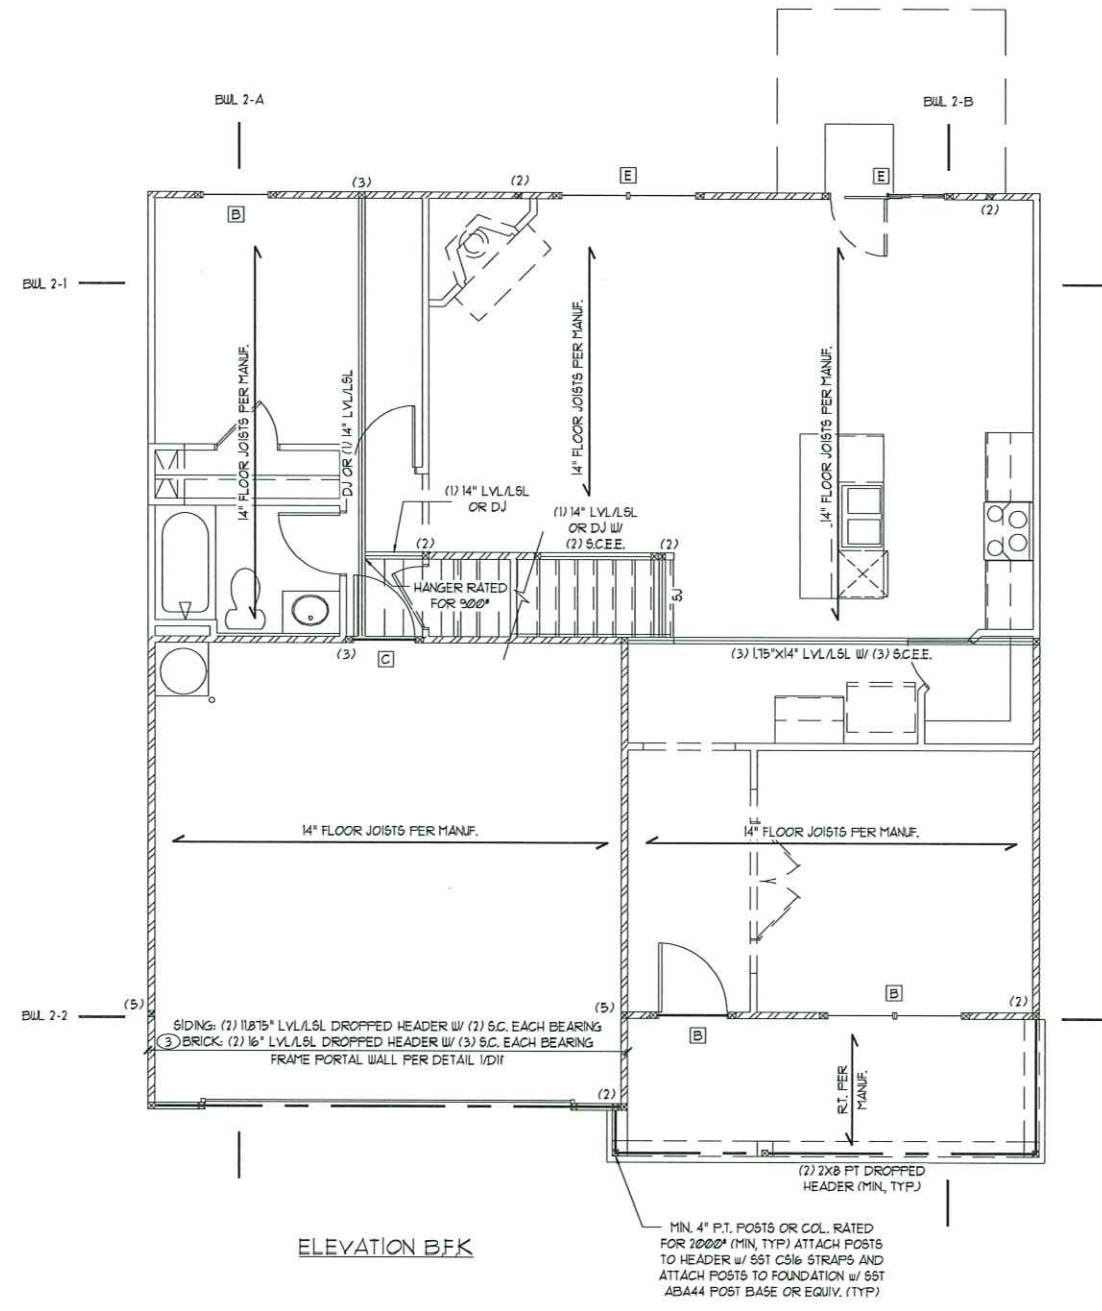 BWL 2-A
BWL 2-B
(3)
(2)
E
E
B
(2)
BWL 2-1
14" FLOOR JOISTS PER MANUF.
DJ OR (1) 14" LVL/LSL
14" FLOOR JOISTS PER MANUF.
14" FLOOR JOISTS PER MANUF.
(1) 14" LVL/LSL
OR DJ
(1) 14" LVL/LSL
OR DJ W/
(2) S.C.E.E.
(2)
(2)
HANGER RATED
FOR 900#
SJ
(3)
C
(3) 1.75"X14" LVL/LSL W/ (3) S.C.E.E.
14" FLOOR JOISTS PER MANUF.
14" FLOOR JOISTS PER MANUF.
BWL 2-2
(5)
(5)
B
(2)
B
SIDING: (2) 11.875" LVL/LSL DROPPED HEADER W/ (2) S.C. EACH BEARING
3 BRICK: (2) 16" LVL/LSL DROPPED HEADER W/ (3) S.C. EACH BEARING
FRAME PORTAL WALL PER DETAIL 1/D1f
R.T. PER
MANUF.
(2)
(2) 2X8 PT DROPPED
HEADER (MIN, TYP.)
ELEVATION B,F,K
MIN. 4" P.T. POSTS OR COL. RATED
FOR 2000# (MIN, TYP) ATTACH POSTS
TO HEADER w/ SST CS16 STRAPS AND
ATTACH POSTS TO FOUNDATION w/ SST
ABA44 POST BASE OR EQUIV. (TYP)